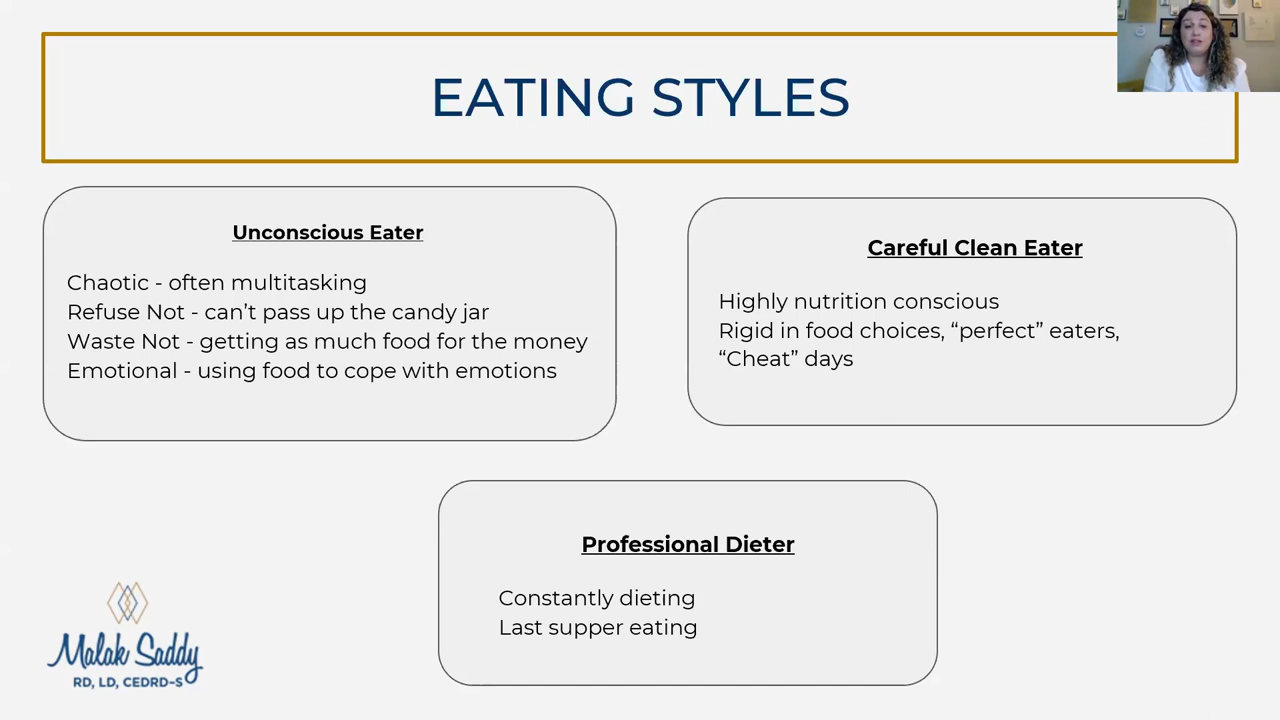 EATING STYLES
Unconscious Eater
Chaotic - often multitasking
Refuse Not - can’t pass up the candy jar
Waste Not - getting as much food for the money
Emotional - using food to cope with emotions
Careful Clean Eater
Highly nutrition conscious
Rigid in food choices, “perfect” eaters,
“Cheat” days
Professional Dieter
Constantly dieting
Last supper eating
Malak Saddy
RD, LD, CEDRD-S